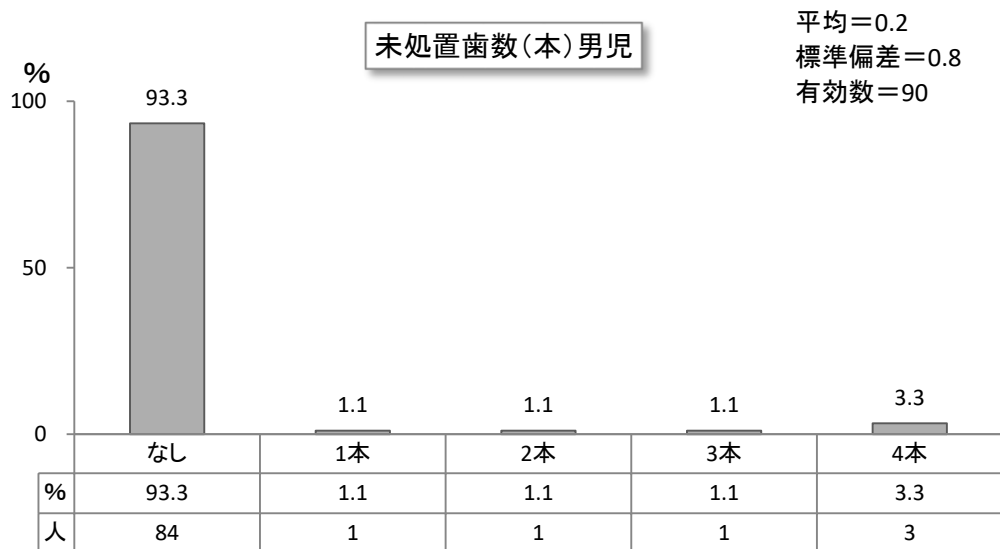 未処置歯数(本)男児
平均＝0.2
標準偏差＝0.8
有効数＝90
%
100
50
0
93.3
1.1
1.1
1.1
3.3
なし 1本 2本 3本 4本
% 93.3 1.1 1.1 1.1 3.3
人 84 1 1 1 3